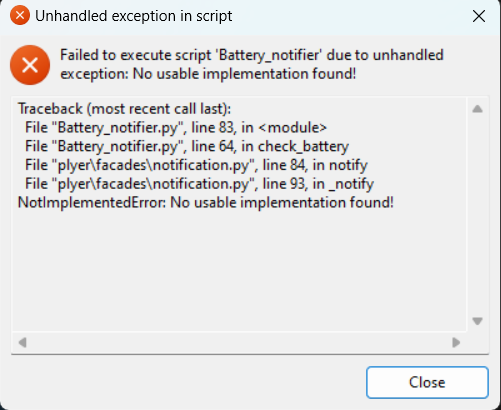 Unhandled exception in script
Failed to execute script 'Battery_notifier' due to unhandled
exception: No usable implementation found!
Traceback (most recent call last):
File "Battery_notifier.py", line 83, in <module>
File "Battery_notifier.py", line 64, in check_battery
File "plyer\facades\notification.py", line 84, in notify
File "plyer\facades\notification.py", line 93, in _notify
NotImplementedError: No usable implementation found!
Close